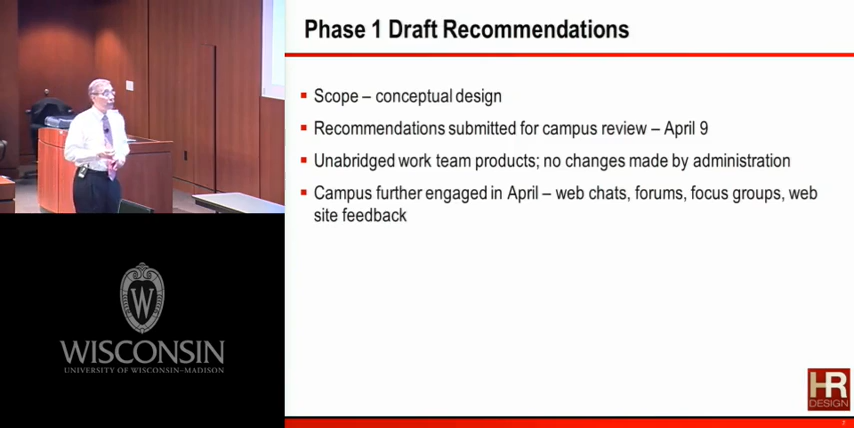 Phase 1 Draft Recommendations
Scope – conceptual design
Recommendations submitted for campus review – April 9
Unabridged work team products; no changes made by administration
Campus further engaged in April – web chats, forums, focus groups, web
site feedback
W
WISCONSIN
UNIVERSITY OF WISCONSIN–MADISON
HR
DESIGN